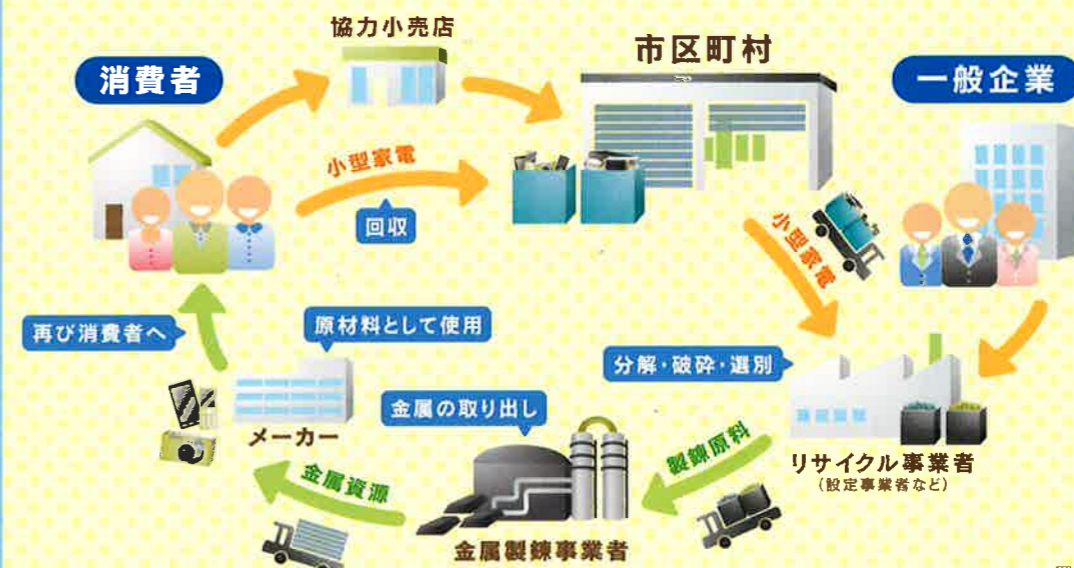 協力小売店
市区町村
消費者
一般企業
小型家電
回収
小型家電
再び消費者へ
原材料として使用
分解・破砕・選別
金属の取り出し
メーカー
製錬原料
リサイクル事業者
(設定事業者など)
金属資源
金属製錬事業者